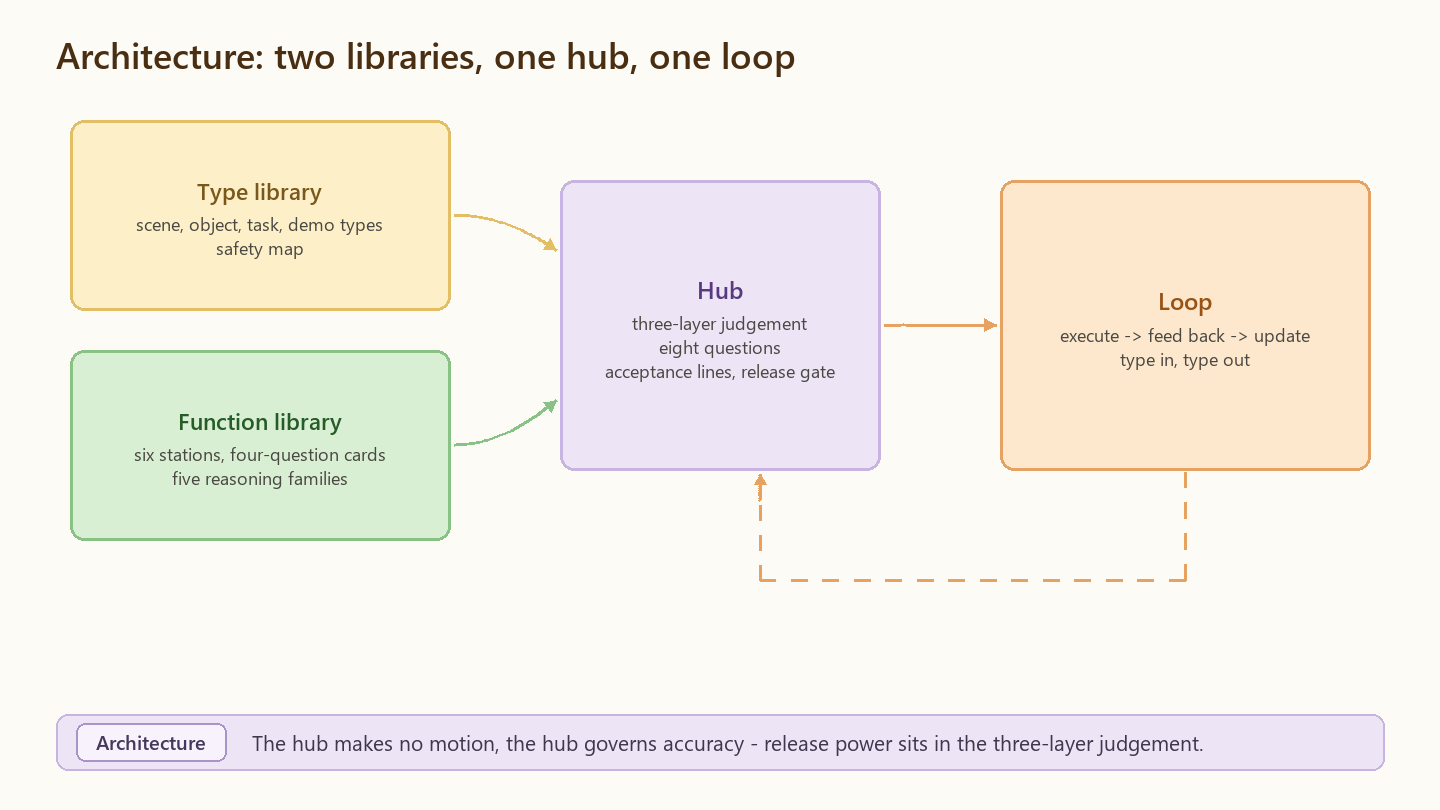 Architecture: two libraries, one hub, one loop
Type library
scene, object, task, demo types
safety map
Function library
six stations, four-question cards
five reasoning families
Hub
three-layer judgement
eight questions
acceptance lines, release gate
Loop
execute -> feed back -> update
type in, type out
Architecture
The hub makes no motion, the hub governs accuracy - release power sits in the three-layer judgement.